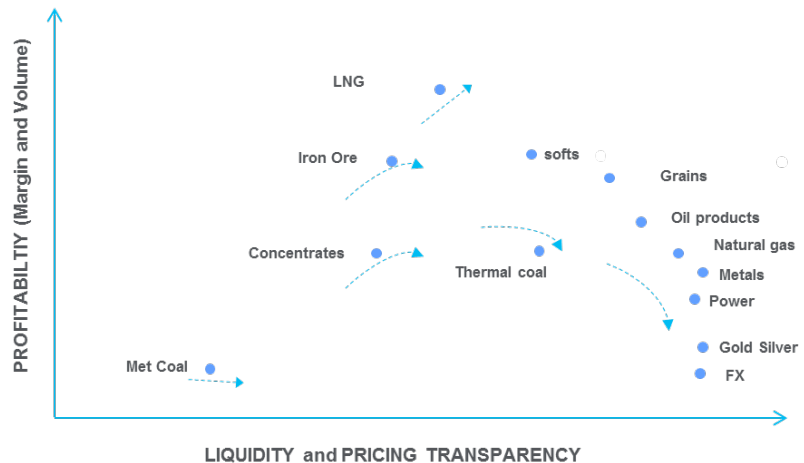 PROFITABILTIY (Margin and Volume)
LNG
Iron Ore
softs
Grains
Oil products
Concentrates
Natural gas
Thermal coal
Metals
Power
Gold Silver
Met Coal
FX
LIQUIDITY and PRICING TRANSPARENCY